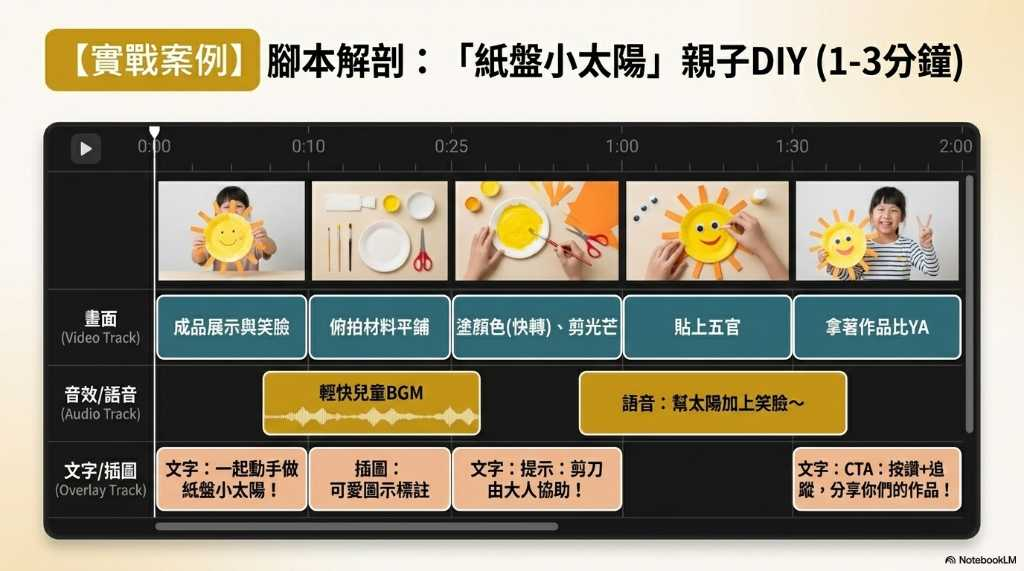 【實戰案例】腳本解剖：「紙盤小太陽」親子DIY (1-3分鐘)
0:00 0:10 0:25 1:00 1:30 2:00
畫面
(Video Track)
成品展示與笑臉
俯拍材料平鋪
塗顏色(快轉)、剪光芒
貼上五官
拿著作品比YA
音效/語音
(Audio Track)
輕快兒童BGM
語音：幫太陽加上笑臉～
文字/插圖
(Overlay Track)
文字：一起動手做
紙盤小太陽！
插圖：
可愛圖示標註
文字：提示：剪刀
由大人協助！
文字：CTA：按讚+追
蹤，分享你們的作品！
NotebookLM